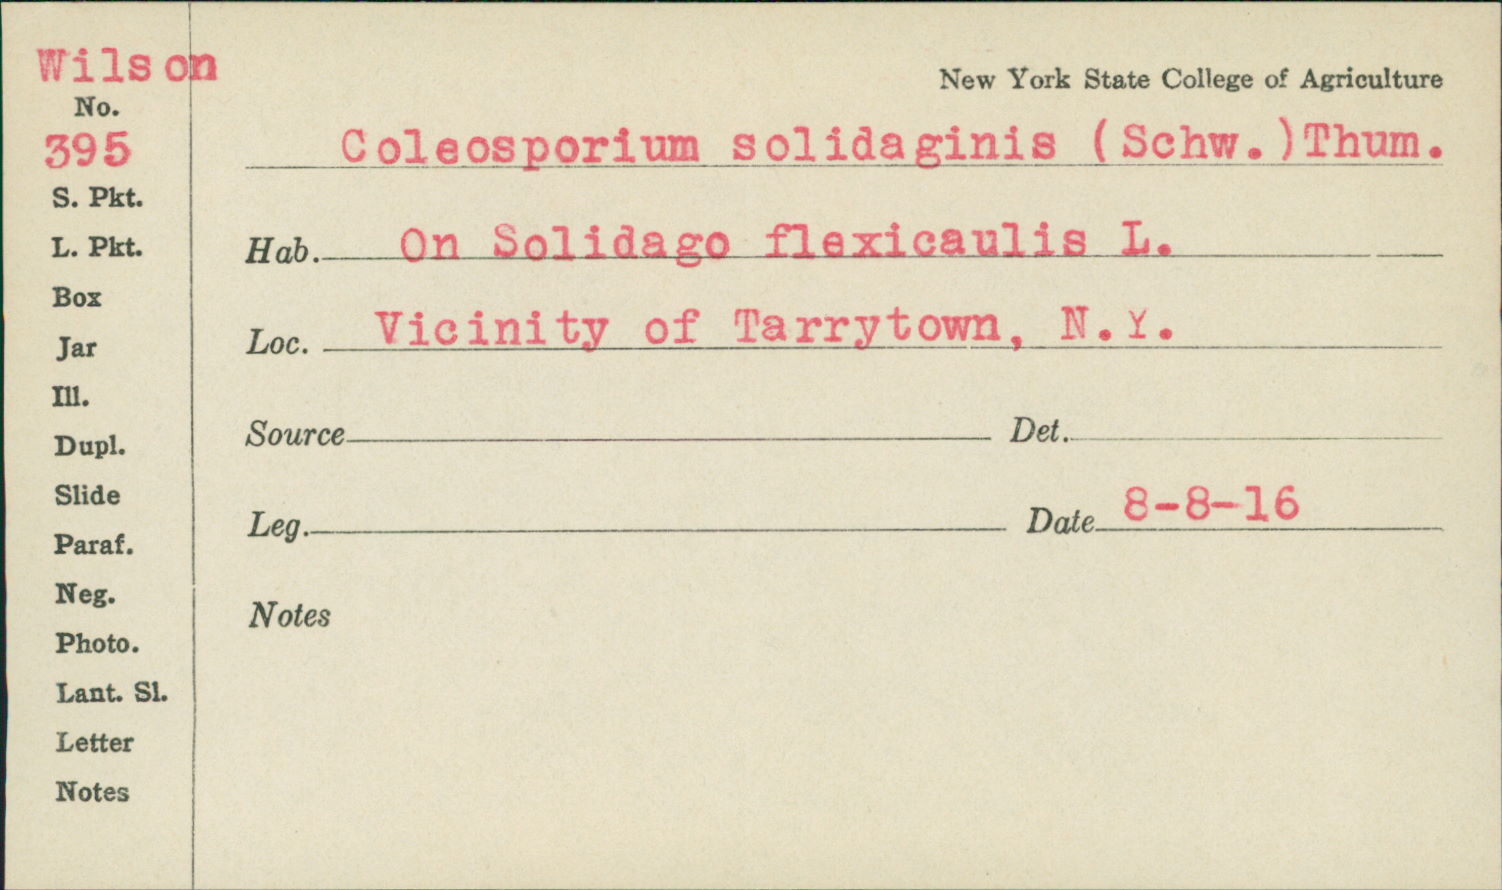 Wilson
No.
395
S. Pkt.
L. Pkt.
Box
Jar
Ill.
Dupl.
Slide
Paraf.
Neg.
Photo.
Lant. Sl.
Letter
Notes
New York State College of Agriculture
Coleosporium solidaginis (Schw.)Thum.
Hab. On Solidago flexicaulis L.
Loc. Vicinity of Tarrytown, N.Y.
Source Det.
Leg. Date 8-8-16
Notes